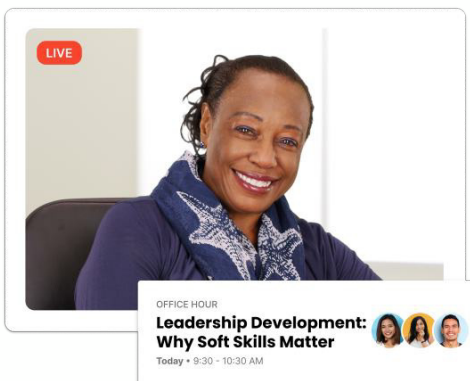 LIVE
OFFICE HOUR
Leadership Development:
Why Soft Skills Matter
Today • 9:30 - 10:30 AM